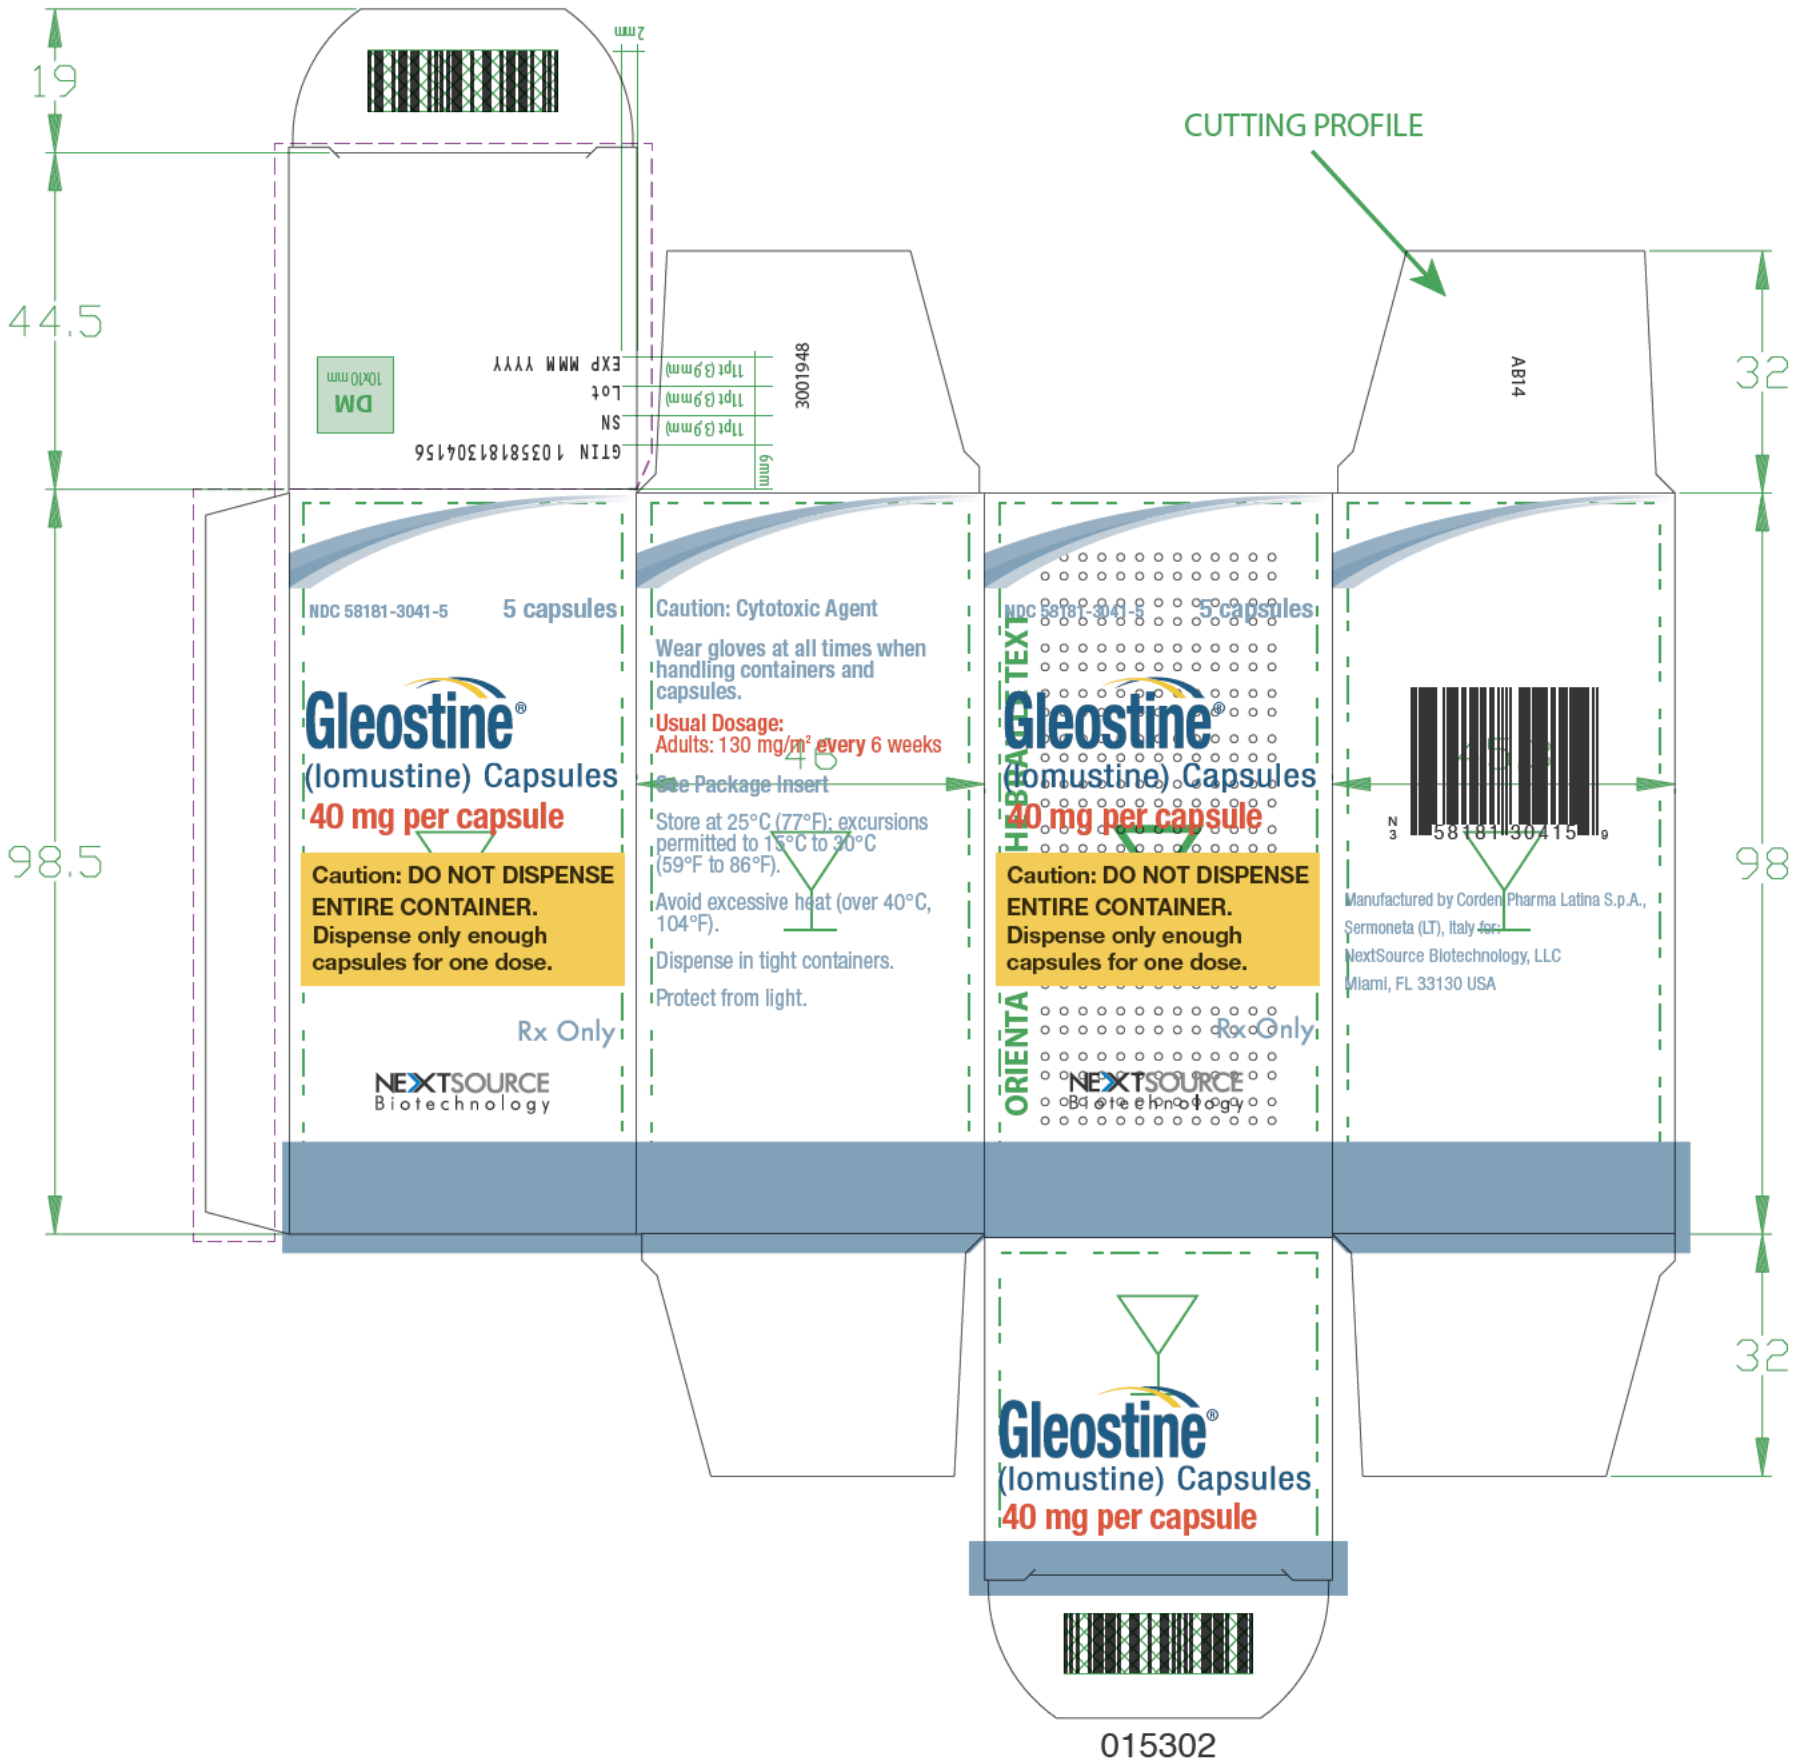 2 mm
19
CUTTING PROFILE
44.5
32
3001948
AB14
GTIN 10358181304156
SN
Lot
EXP MMM YYYY
DM
10x10 mm
11pt (3,9mm)
11pt (3,9mm)
11pt (3,9mm)
6mm
98.5
NDC 58181-3041-5 5 capsules
Gleostine®
(lomustine) Capsules
40 mg per capsule
Caution: DO NOT DISPENSE
ENTIRE CONTAINER.
Dispense only enough
capsules for one dose.
Rx Only
NEXTSOURCE
Biotechnology
Caution: Cytotoxic Agent
Wear gloves at all times when
handling containers and
capsules.
Usual Dosage:
Adults: 130 mg/m² every 6 weeks
46
See Package Insert
Store at 25°C (77°F); excursions
permitted to 15°C to 30°C
(59°F to 86°F).
Avoid excessive heat (over 40°C,
104°F).
Dispense in tight containers.
Protect from light.
NDC 58181-3041-5 5 capsules
Gleostine®
(lomustine) Capsules
40 mg per capsule
Caution: DO NOT DISPENSE
ENTIRE CONTAINER.
Dispense only enough
capsules for one dose.
Rx Only
NEXTSOURCE
Biotechnology
TEXT
N
3 58181 30415 9
Manufactured by Corden Pharma Latina S.p.A.,
Sermoneta (LT), Italy for:
NextSource Biotechnology, LLC
Miami, FL 33130 USA
98
32
Gleostine®
(lomustine) Capsules
40 mg per capsule
015302